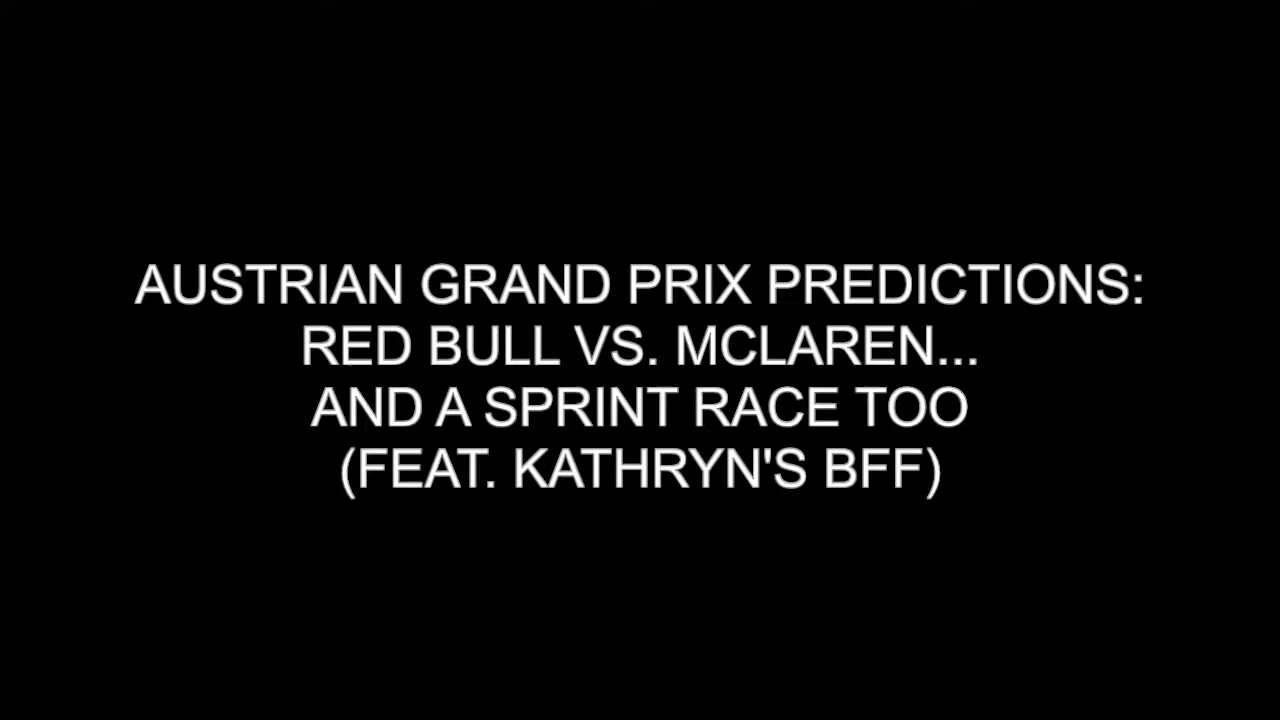 AUSTRIAN GRAND PRIX PREDICTIONS:
RED BULL VS. MCLAREN...
AND A SPRINT RACE TOO
(FEAT. KATHRYN'S BFF)